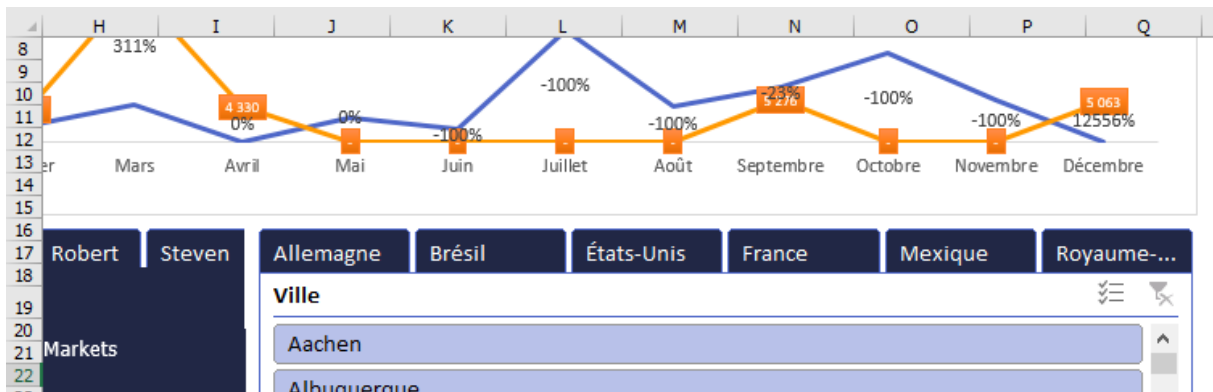 H I J K L M N O P Q
8 311%
9
10 -100% -23% -100% 5 063
11 4 330 0% 0% -100% 5 276 -100% 12556%
12 - -100% - - - - -
13 er Mars Avril Mai Juin Juillet Août Septembre Octobre Novembre Décembre
14
15
16
17 Robert Steven Allemagne Brésil États-Unis France Mexique Royaume-...
18
19 Ville
20
21 Markets Aachen
22 Albuquerque